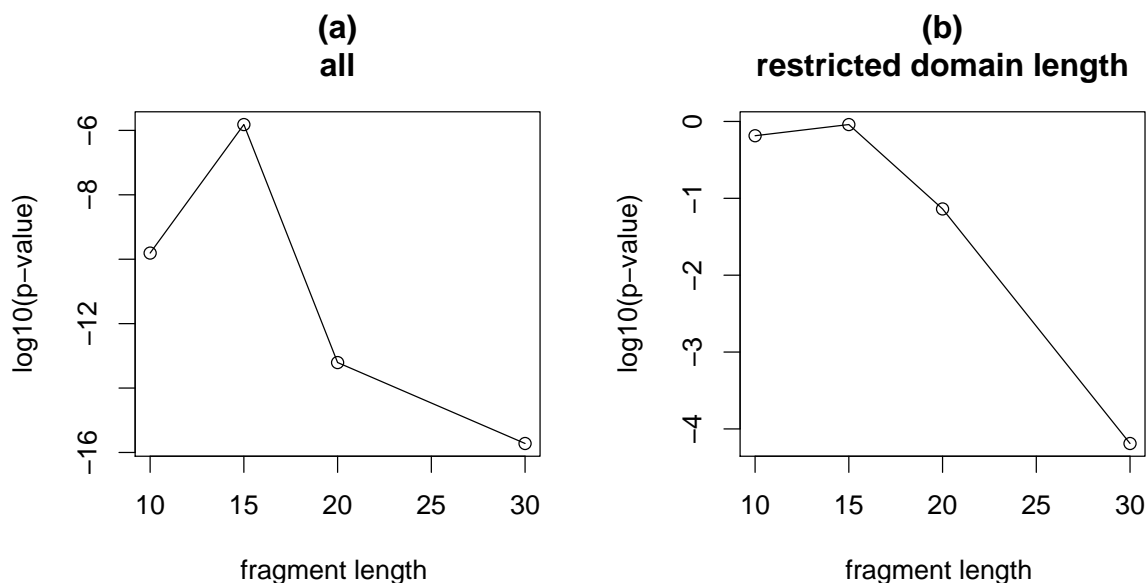 (a)
all
log10(p−value)
−6
−8
−12
−16
10 15 20 25 30
fragment length
(b)
restricted domain length
log10(p−value)
0
−1
−2
−3
−4
10 15 20 25 30
fragment length